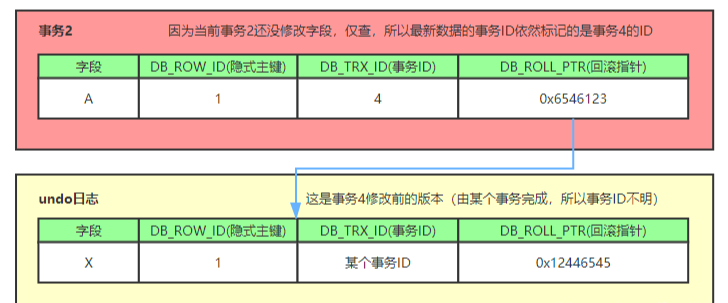 事务2 因为当前事务2还没修改字段，仅查，所以最新数据的事务ID依然标记的是事务4的ID
字段 DB_ROW_ID(隐式主键) DB_TRX_ID(事务ID) DB_ROLL_PTR(回滚指针)
A 1 4 0x6546123
undo日志 这是事务4修改前的版本（由某个事务完成，所以事务ID不明）
字段 DB_ROW_ID(隐式主键) DB_TRX_ID(事务ID) DB_ROLL_PTR(回滚指针)
X 1 某个事务ID 0x12446545